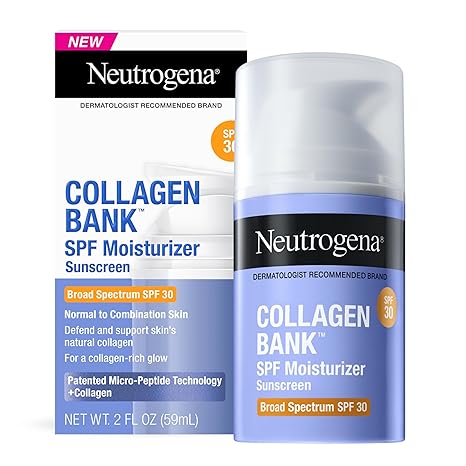 NEW
Neutrogena®
DERMATOLOGIST RECOMMENDED BRAND
SPF
30
COLLAGEN
BANK™
SPF Moisturizer
Sunscreen
Broad Spectrum SPF 30
Normal to Combination Skin
Defend and support skin's
natural collagen
For a collagen-rich glow
Patented Micro-Peptide Technology
+Collagen
NET WT. 2 FL OZ (59mL)
Neutrogena®
DERMATOLOGIST RECOMMENDED BRAND
SPF
30
COLLAGEN
BANK™
SPF Moisturizer
Sunscreen
Broad Spectrum SPF 30